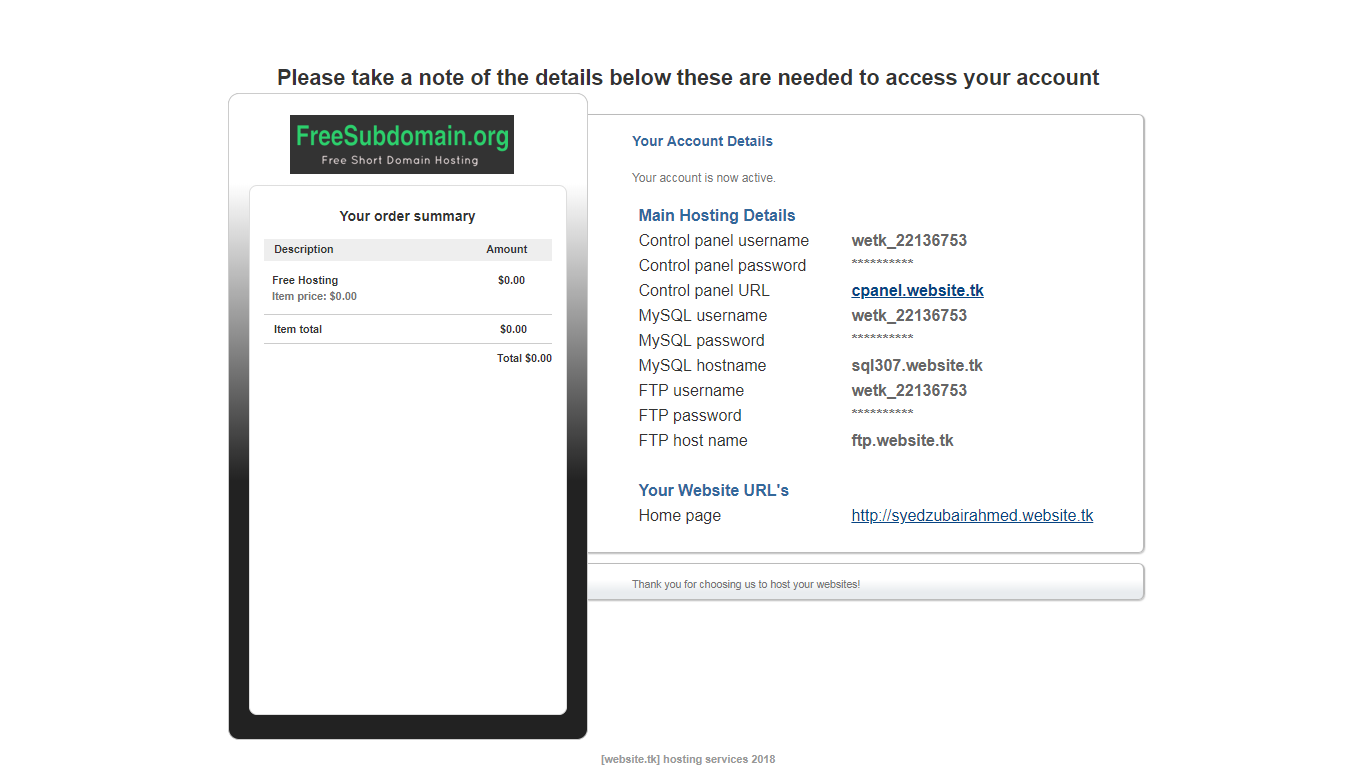 Please take a note of the details below these are needed to access your account
FreeSubdomain.org
Free Short Domain Hosting
Your order summary
Description Amount
Free Hosting $0.00
Item price: $0.00
Item total $0.00
Total $0.00
Your Account Details
Your account is now active.
Main Hosting Details
Control panel username wetk_22136753
Control panel password **********
Control panel URL cpanel.website.tk
MySQL username wetk_22136753
MySQL password **********
MySQL hostname sql307.website.tk
FTP username wetk_22136753
FTP password **********
FTP host name ftp.website.tk
Your Website URL's
Home page http://syedzubairahmed.website.tk
Thank you for choosing us to host your websites!
[website.tk] hosting services 2018